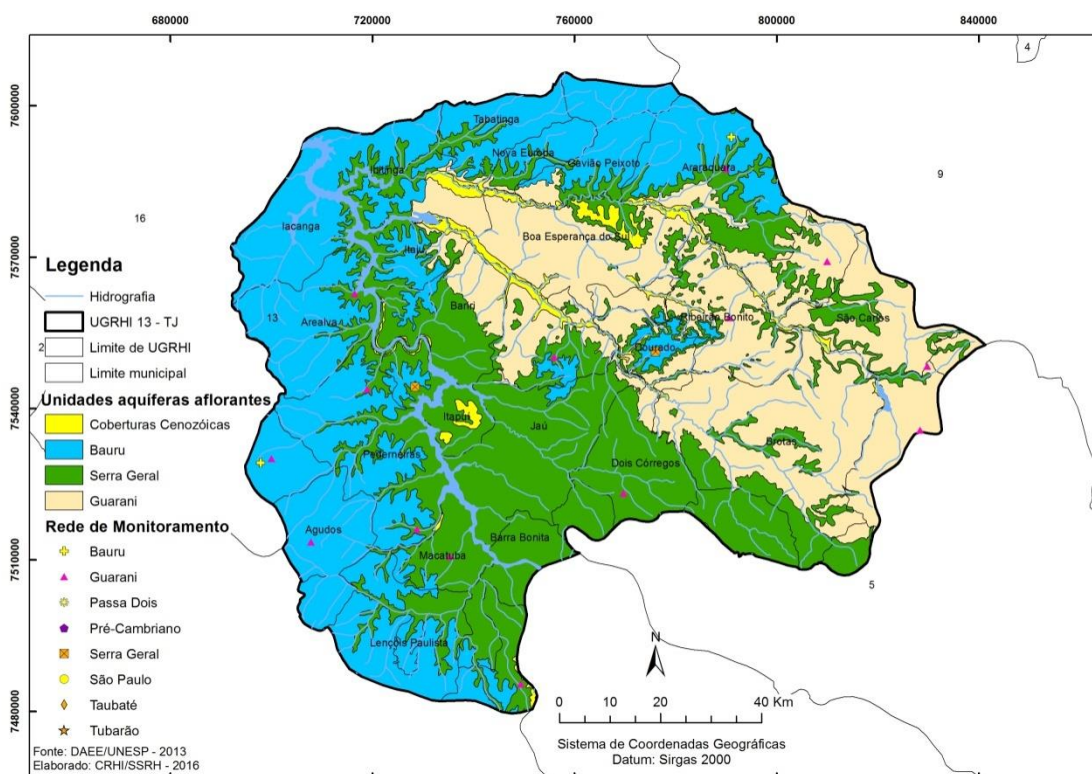 680000
720000
760000
800000
840000
4
7600000
7570000
7540000
7510000
7480000
Tabatinga
Nova Europa
Gavião Peixoto
Araraquara
Ibitinga
9
16
Iacanga
Boa Esperança do Sul
Itaju
Legenda
Hidrografia
UGRHI 13 - TJ
Limite de UGRHI
Limite municipal
13
2
Bariri
Arealva
Ribeirão Bonito
São Carlos
Dourado
Unidades aquíferas aflorantes
Coberturas Cenozóicas
Bauru
Serra Geral
Guarani
Itapuí
Jaú
Brotas
Pederneiras
Dois Córregos
Rede de Monitoramento
Bauru
Guarani
Passa Dois
Pré-Cambriano
Serra Geral
São Paulo
Taubaté
Tubarão
Agudos
Barra Bonita
Macatuba
5
Lençóis Paulista
N
0 10 20 40 Km
Sistema de Coordenadas Geográficas
Datum: Sirgas 2000
Fonte: DAEE/UNESP - 2013
Elaborado: CRHI/SSRH - 2016